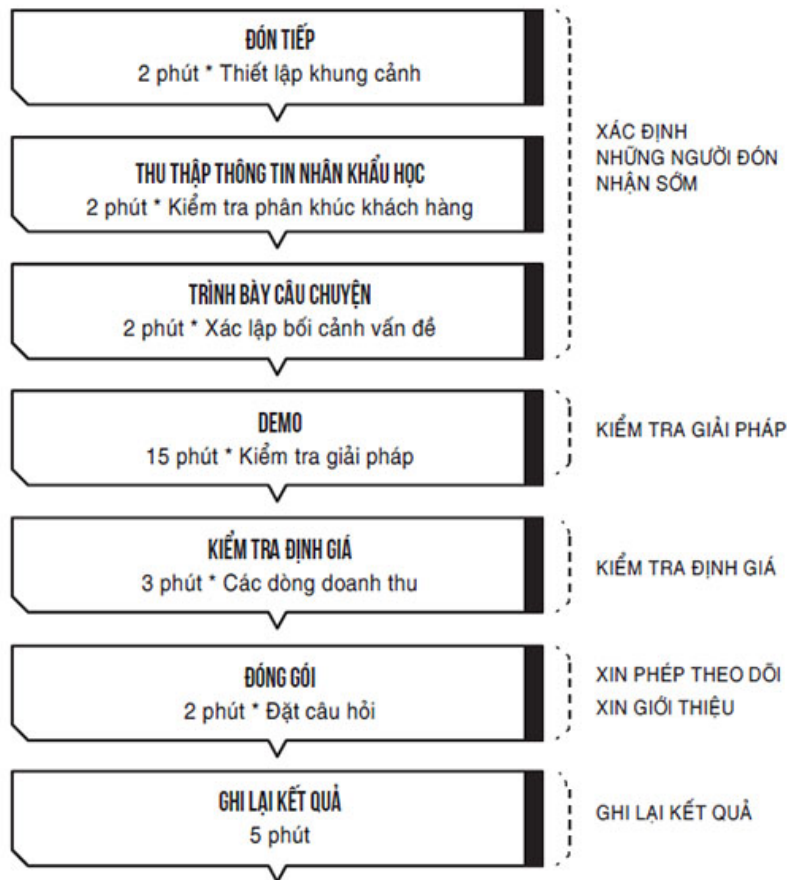 ĐÓN TIẾP
2 phút * Thiết lập khung cảnh
THU THẬP THÔNG TIN NHÂN KHẨU HỌC
2 phút * Kiểm tra phân khúc khách hàng
TRÌNH BÀY CÂU CHUYỆN
2 phút * Xác lập bối cảnh vấn đề
XÁC ĐỊNH
NHỮNG NGƯỜI ĐÓN
NHẬN SỚM
DEMO
15 phút * Kiểm tra giải pháp
KIỂM TRA GIẢI PHÁP
KIỂM TRA ĐỊNH GIÁ
3 phút * Các dòng doanh thu
KIỂM TRA ĐỊNH GIÁ
ĐÓNG GÓI
2 phút * Đặt câu hỏi
XIN PHÉP THEO DÕI
XIN GIỚI THIỆU
GHI LẠI KẾT QUẢ
5 phút
GHI LẠI KẾT QUẢ